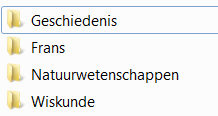 Geschiedenis
Frans
Natuurwetenschappen
Wiskunde